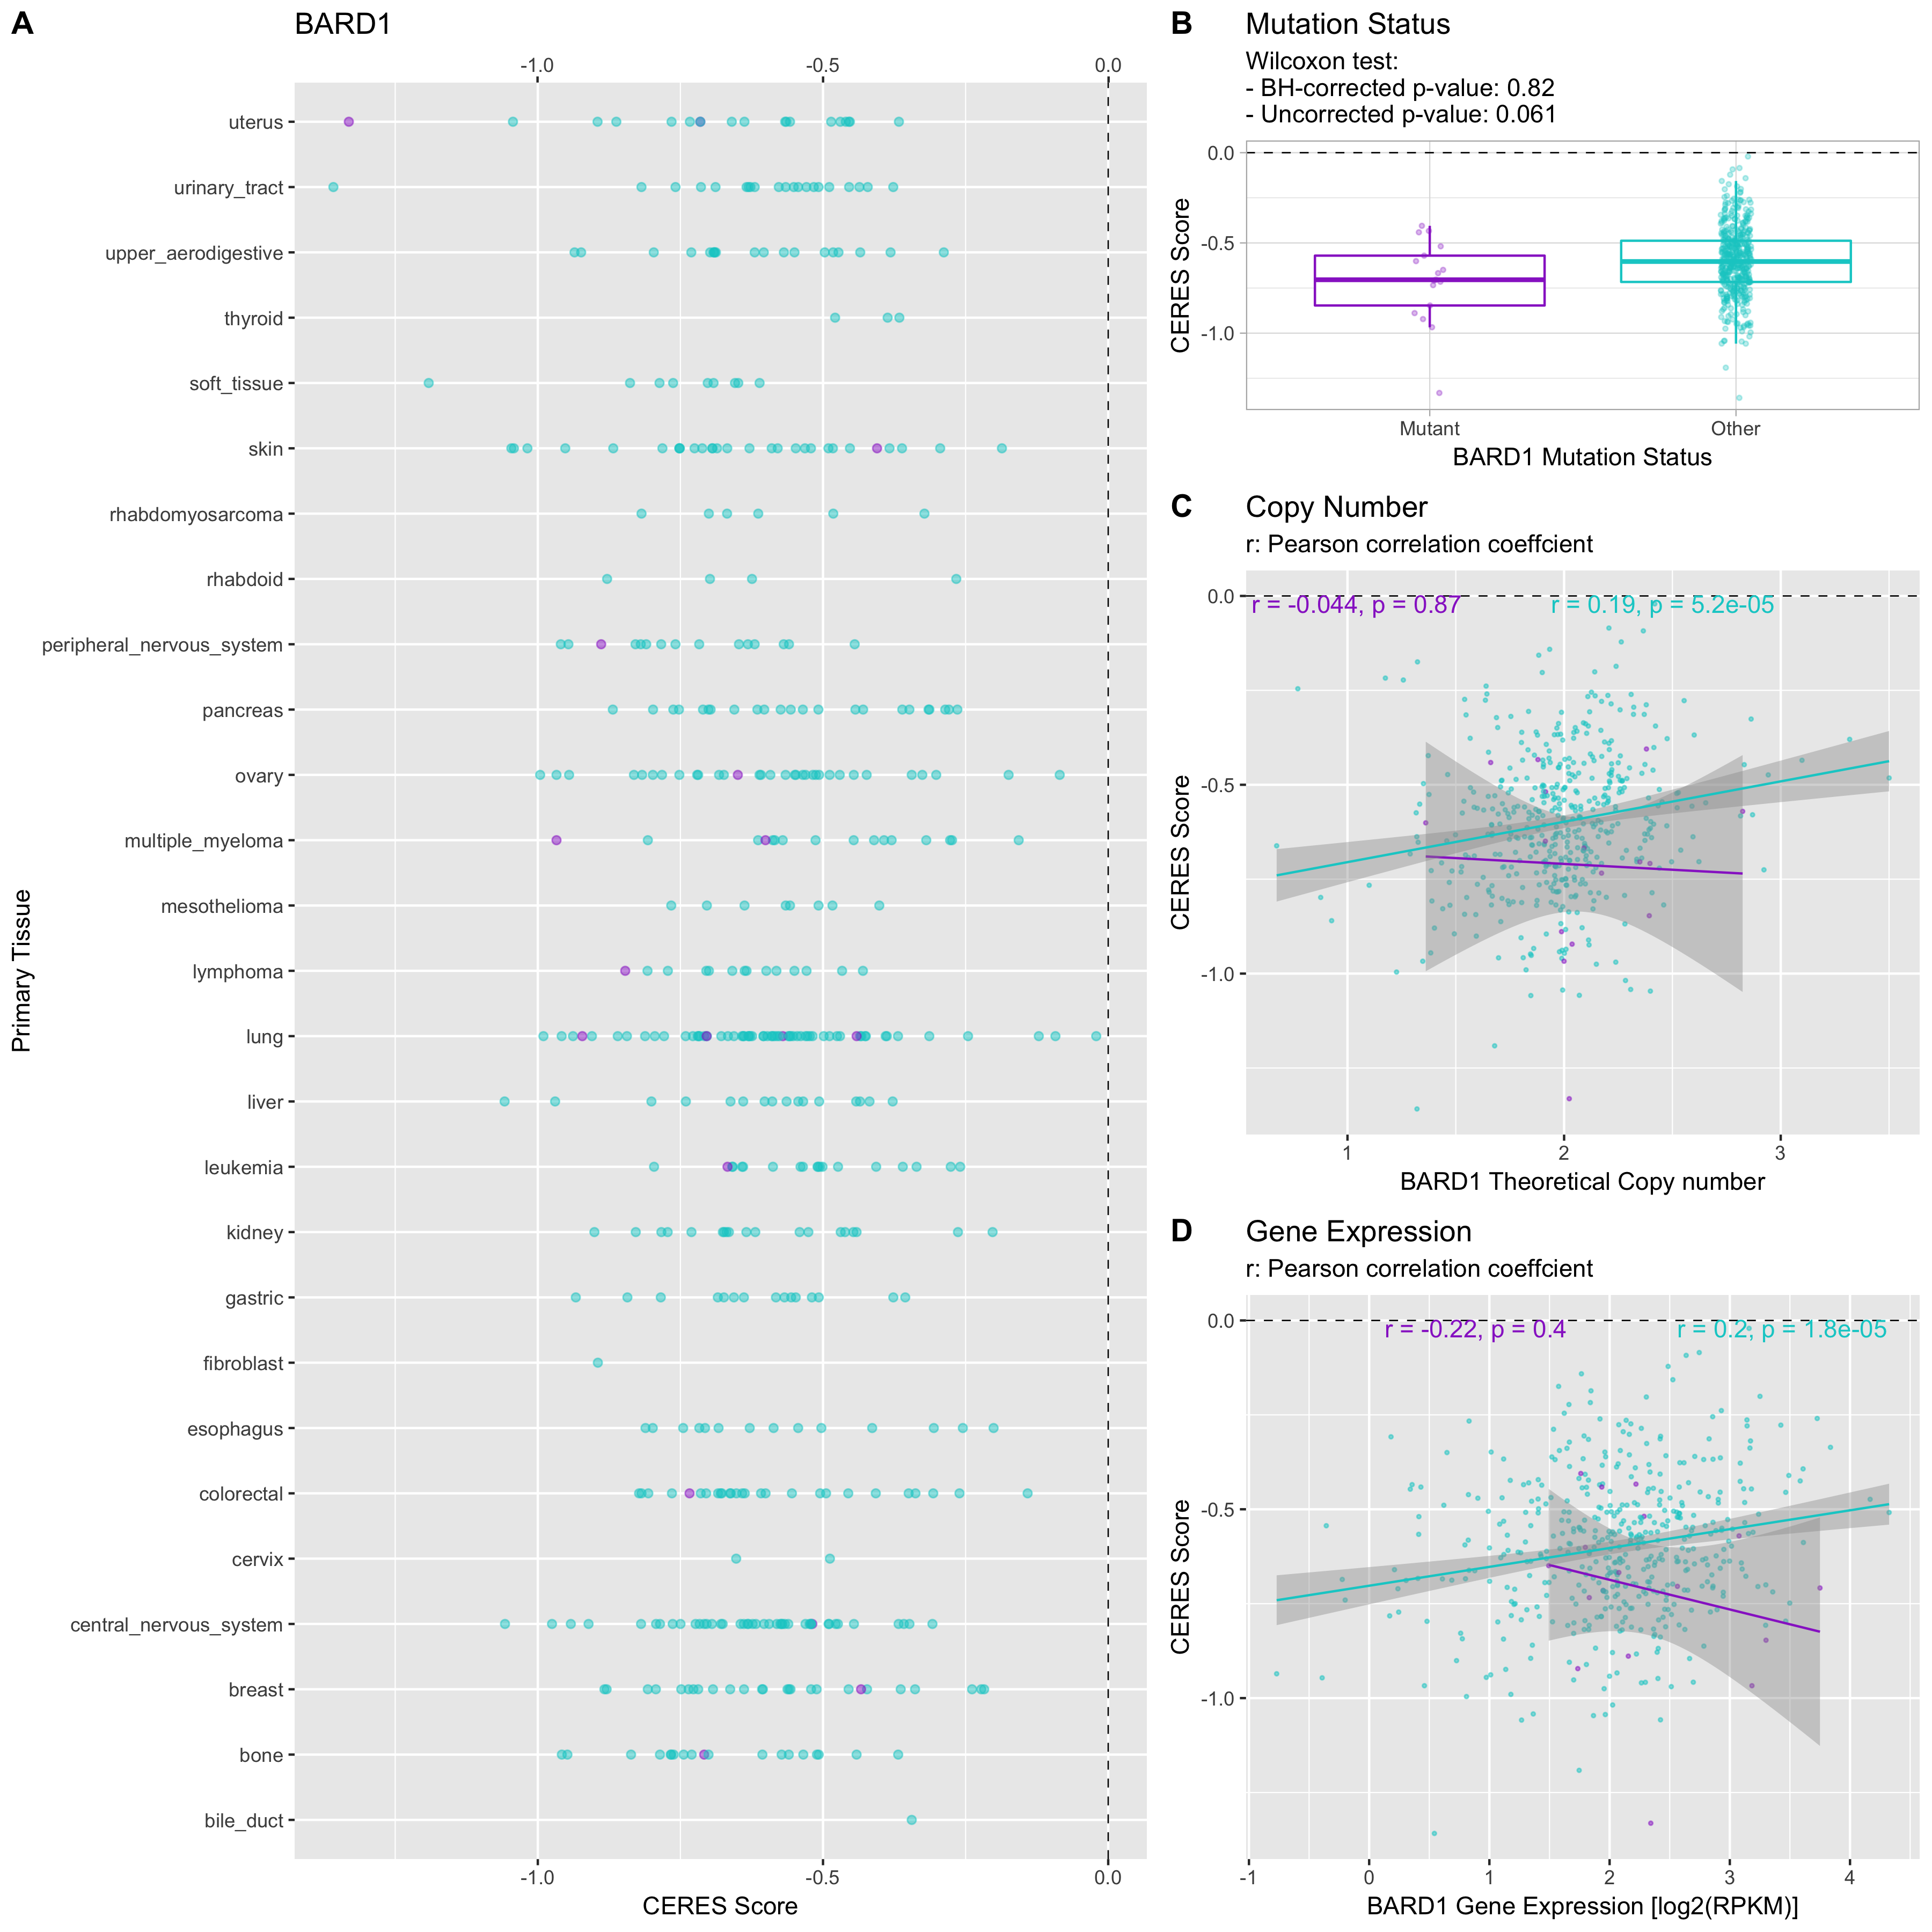 A
BARD1
-1.0
-0.5
0.0
uterus
urinary_tract
upper_aerodigestive
thyroid
soft_tissue
skin
rhabdomyosarcoma
rhabdoid
peripheral_nervous_system
pancreas
ovary
multiple_myeloma
mesothelioma
lymphoma
lung
liver
leukemia
kidney
gastric
fibroblast
esophagus
colorectal
cervix
central_nervous_system
breast
bone
bile_duct
Primary Tissue
-1.0
-0.5
0.0
CERES Score
B
Mutation Status
Wilcoxon test:
- BH-corrected p-value: 0.82
- Uncorrected p-value: 0.061
0.0
-0.5
-1.0
CERES Score
Mutant
Other
BARD1 Mutation Status
C
Copy Number
r: Pearson correlation coeffcient
r = -0.044, p = 0.87
r = 0.19, p = 5.2e-05
0.0
-0.5
-1.0
CERES Score
1
2
3
BARD1 Theoretical Copy number
D
Gene Expression
r: Pearson correlation coeffcient
r = -0.22, p = 0.4
r = 0.2, p = 1.8e-05
0.0
-0.5
-1.0
CERES Score
-1
0
1
2
3
4
BARD1 Gene Expression [log2(RPKM)]